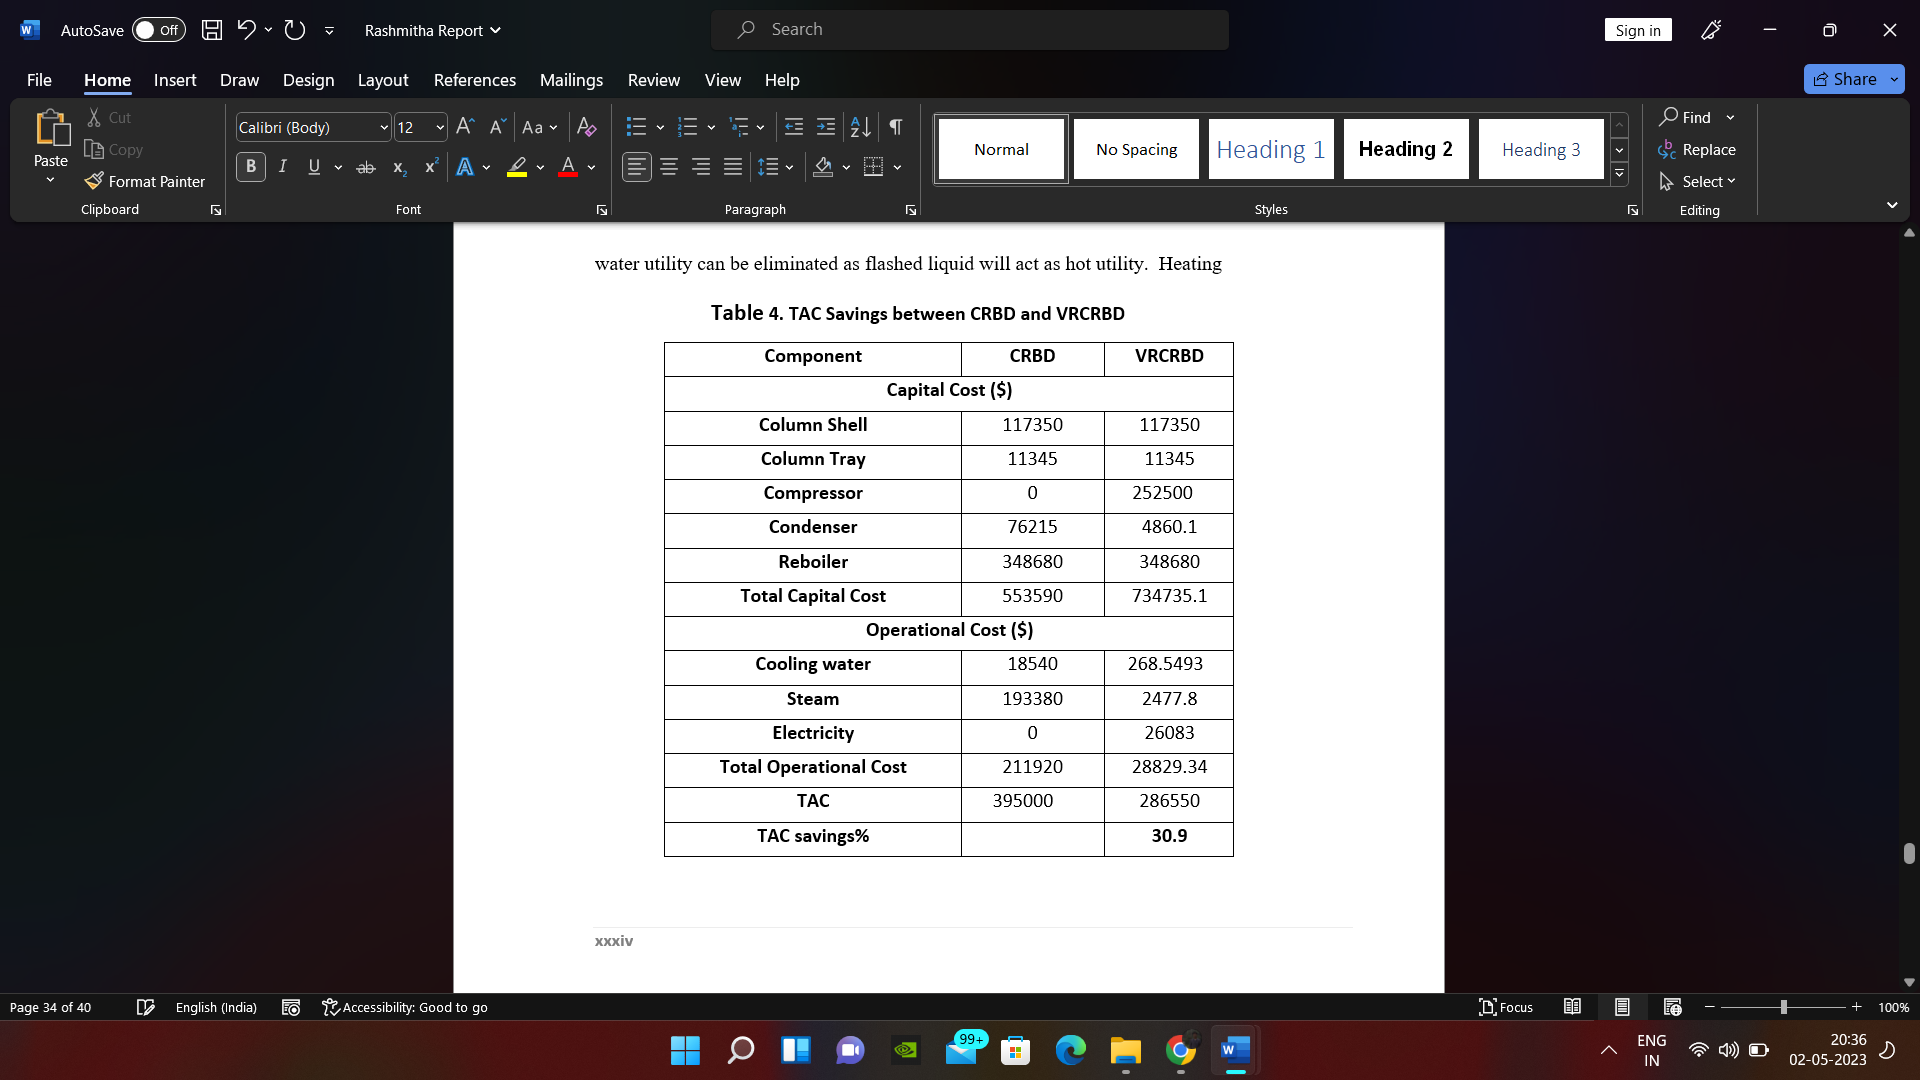 AutoSave Off Rashmitha Report Search Sign in
File Home Insert Draw Design Layout References Mailings Review View Help Share
Paste Cut Copy Format Painter Clipboard
Calibri (Body) 12 Font
Paragraph
Normal No Spacing Heading 1 Heading 2 Heading 3 Styles
Find Replace Select Editing
water utility can be eliminated as flashed liquid will act as hot utility. Heating
Table 4. TAC Savings between CRBD and VRCRBD
Component CRBD VRCRBD
Capital Cost ($)
Column Shell 117350 117350
Column Tray 11345 11345
Compressor 0 252500
Condenser 76215 4860.1
Reboiler 348680 348680
Total Capital Cost 553590 734735.1
Operational Cost ($)
Cooling water 18540 268.5493
Steam 193380 2477.8
Electricity 0 26083
Total Operational Cost 211920 28829.34
TAC 395000 286550
TAC savings% 30.9
xxxiv
Page 34 of 40 English (India) Accessibility: Good to go Focus 100%
99+ ENG IN 20:36 02-05-2023